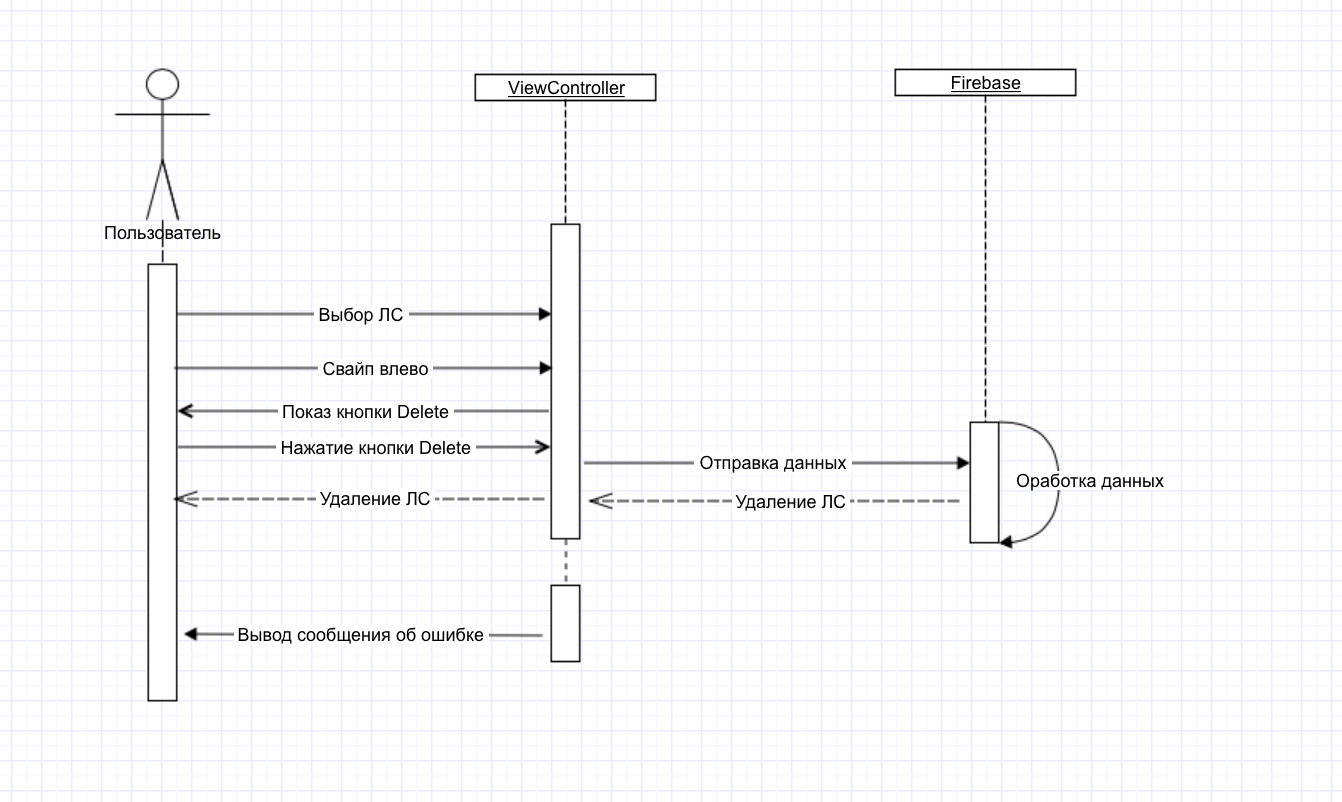 ViewController
Firebase
Пользователь
Выбор ЛС
Свайп влево
Показ кнопки Delete
Нажатие кнопки Delete
Отправка данных
Оработка данных
Удаление ЛС
Удаление ЛС
Вывод сообщения об ошибке